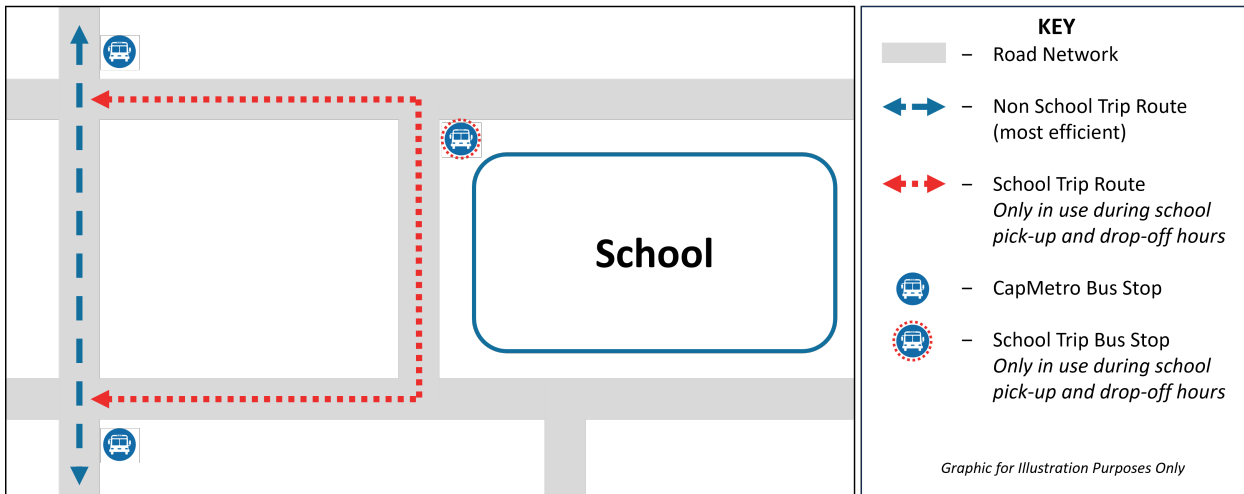 School
KEY
– Road Network
– Non School Trip Route
(most efficient)
– School Trip Route
Only in use during school
pick-up and drop-off hours
– CapMetro Bus Stop
– School Trip Bus Stop
Only in use during school
pick-up and drop-off hours
Graphic for Illustration Purposes Only